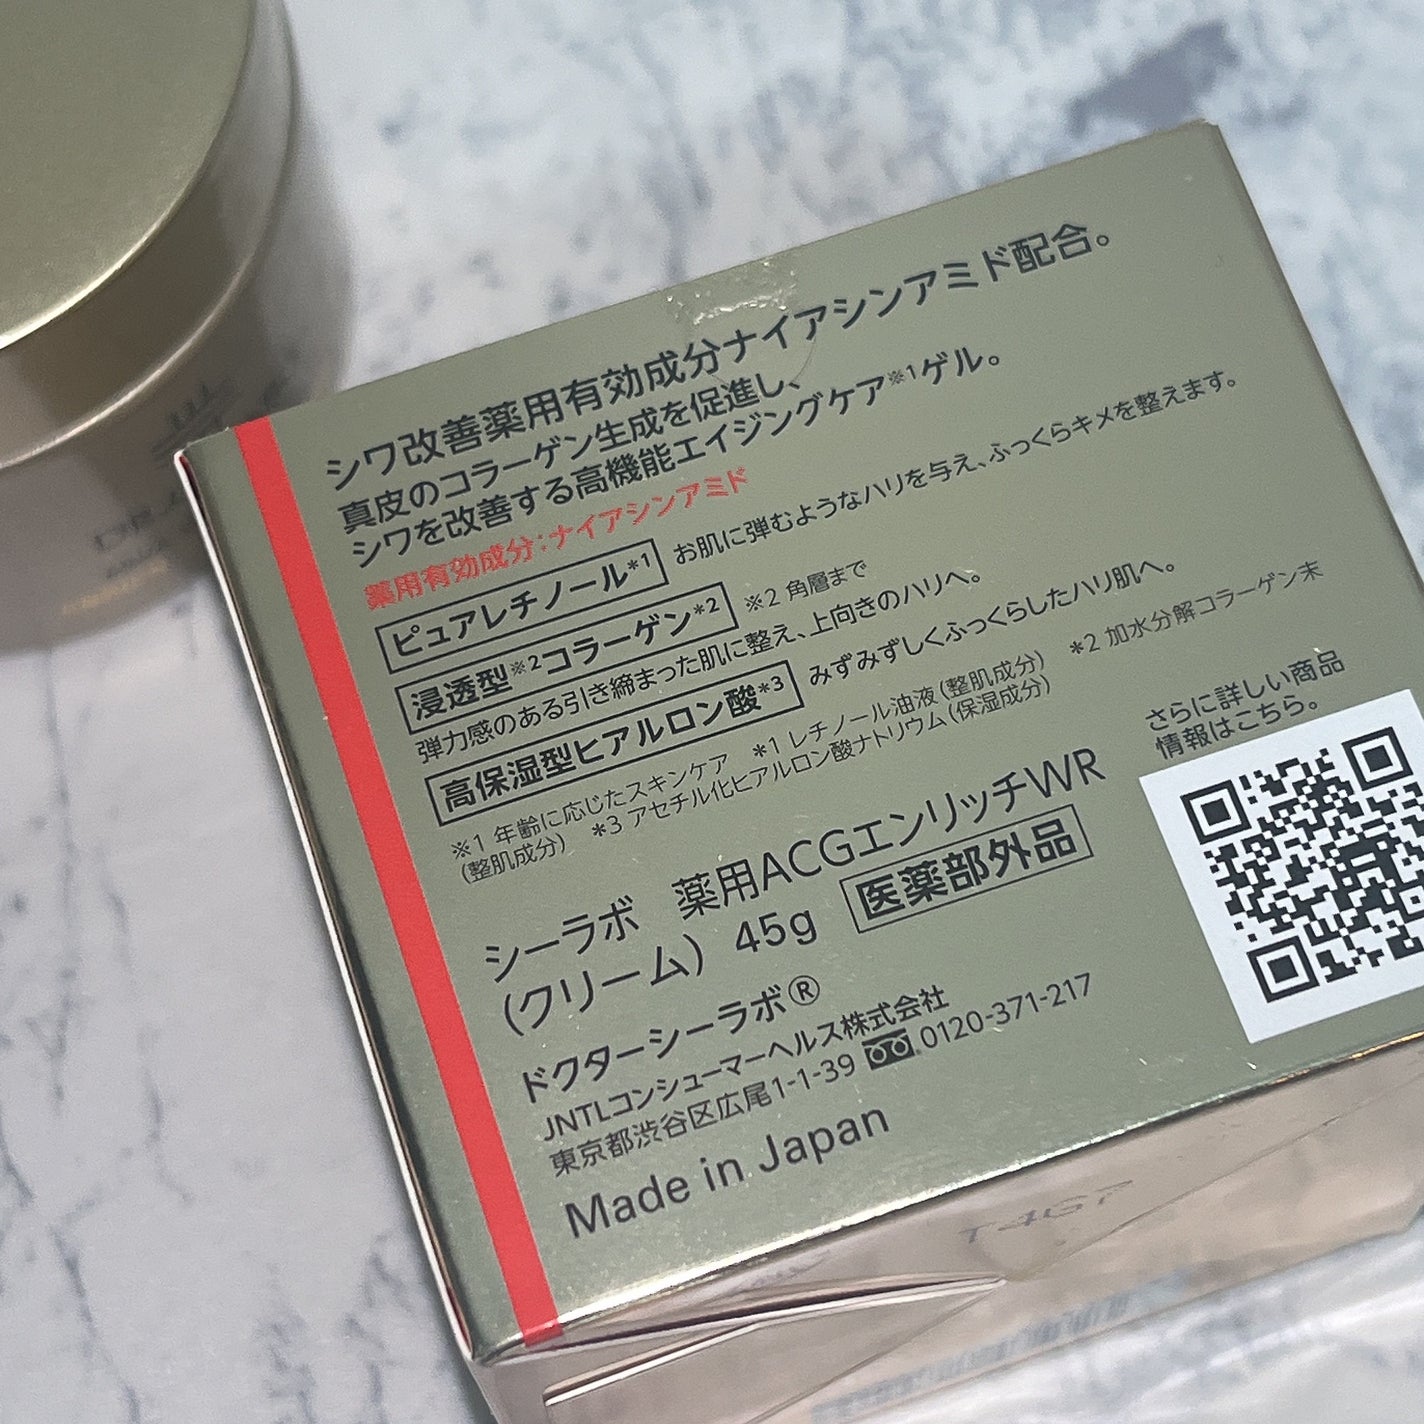 シワ改善薬用有効成分ナイアシンアミド配合。
真皮のコラーゲン生成を促進し、
シワを改善する高機能エイジングケア※1ゲル。
薬用有効成分:ナイアシンアミド
ピュアレチノール*1 お肌に弾むようなハリを与え、ふっくらキメを整えます。
浸透型※2コラーゲン*2 ※2 角層まで
弾力感のある引き締まった肌に整え、上向きのハリへ。
高保湿型ヒアルロン酸*3 みずみずしくふっくらしたハリ肌へ。
※1 年齢に応じたスキンケア *1 レチノール油液(整肌成分) *2 加水分解コラーゲン末
(整肌成分) *3 アセチル化ヒアルロン酸ナトリウム(保湿成分)
さらに詳しい商品
情報はこちら。
シーラボ 薬用ACGエンリッチWR
(クリーム) 45g 医薬部外品
ドクターシーラボ®
JNTLコンシューマーヘルス株式会社
東京都渋谷区広尾1-1-39 0120-371-217
Made in Japan
T467